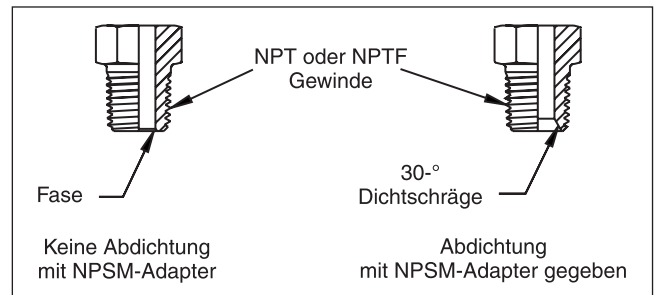 NPT oder NPTF
Gewinde
Fase
30-°
Dichtschräge
Keine Abdichtung
mit NPSM-Adapter
Abdichtung
mit NPSM-Adapter gegeben